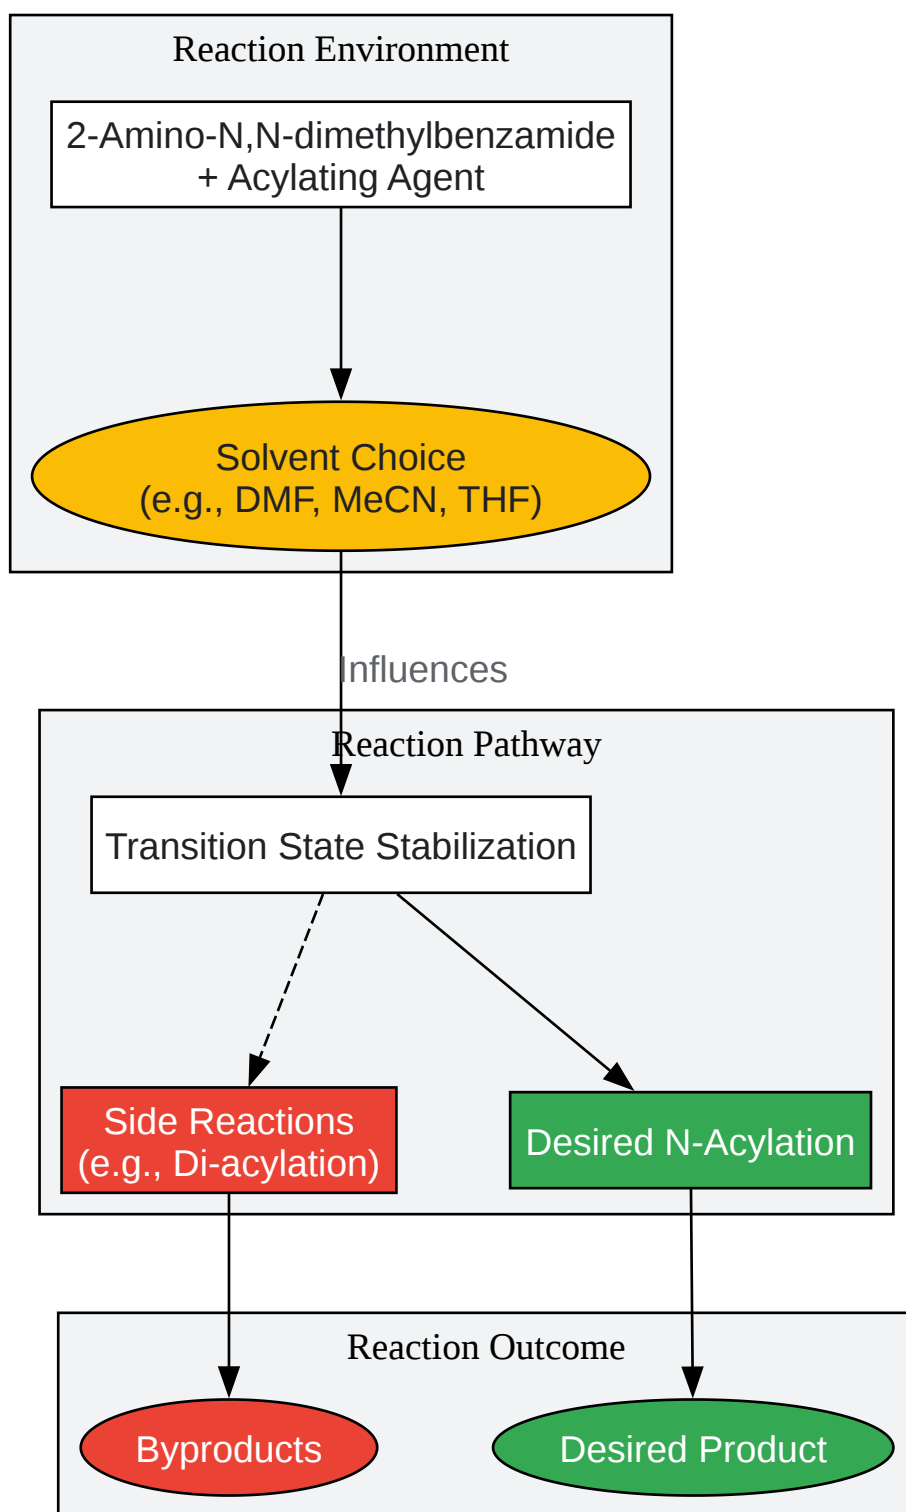 Reaction Environment
2-Amino-N,N-dimethylbenzamide
+ Acylating Agent
Solvent Choice
(e.g., DMF, MeCN, THF)
Influences
Reaction Pathway
Transition State Stabilization
Side Reactions
(e.g., Di-acylation)
Desired N-Acylation
Reaction Outcome
Byproducts
Desired Product